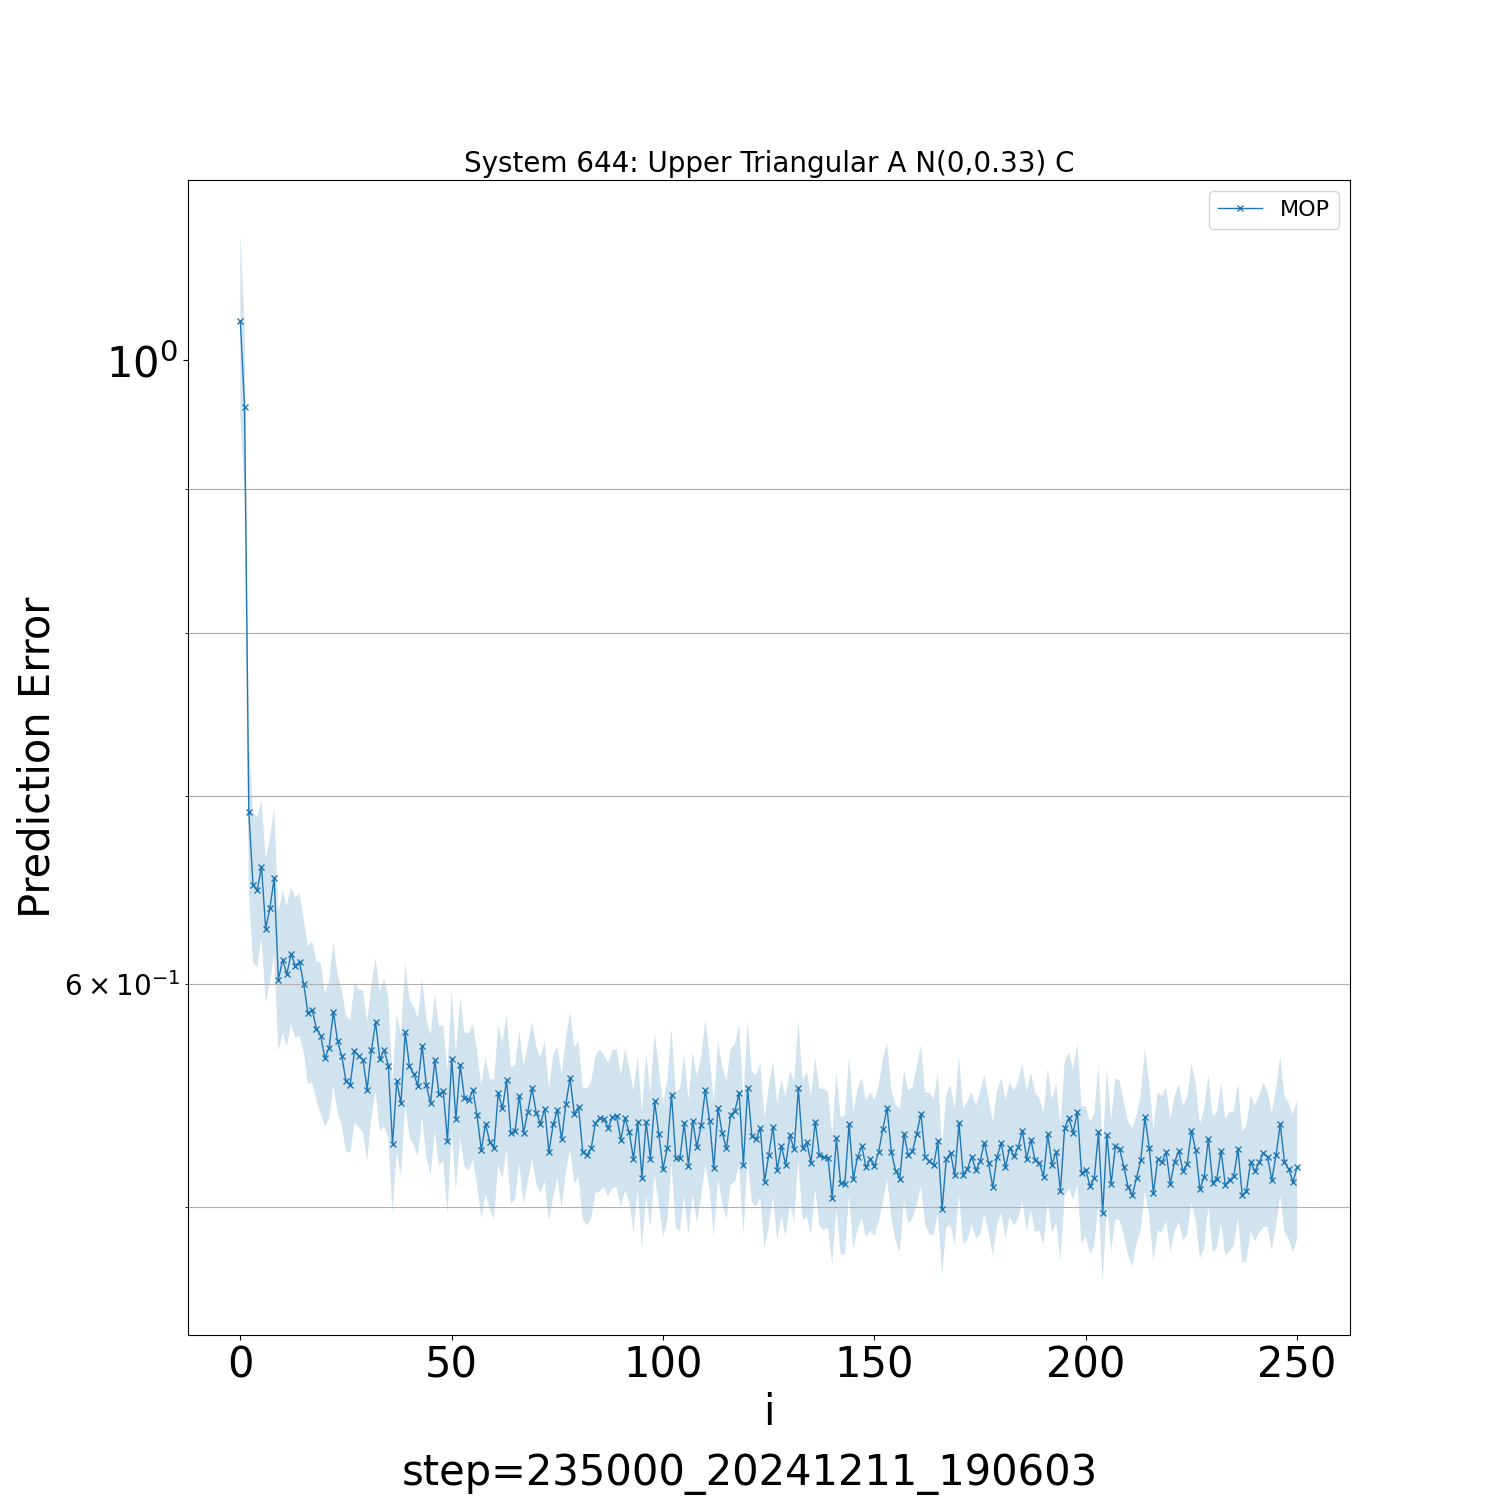 System 644: Upper Triangular A N(0,0.33) C
MOP
10⁰
6 × 10⁻¹
Prediction Error
0 50 100 150 200 250
i
step=235000_20241211_190603